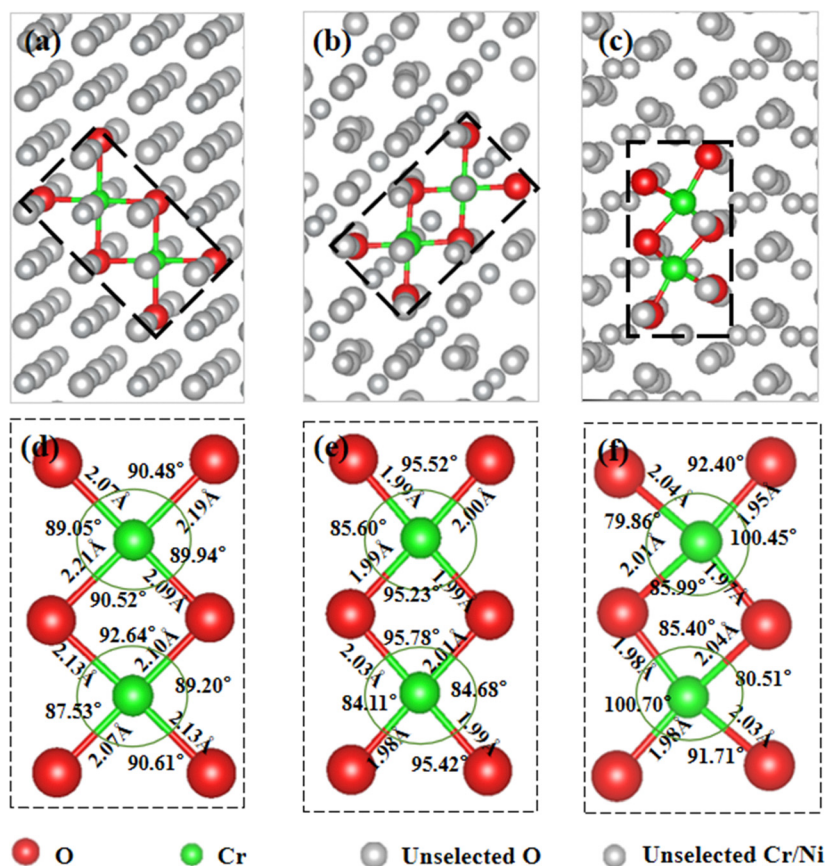 (a)
(b)
(c)
(d)
90.48°
2.07Å
2.19Å
89.05°
89.94°
2.21Å
2.09Å
90.52°
92.64°
2.13Å
2.10Å
89.20°
87.53°
2.07Å
2.13Å
90.61°
(e)
95.52°
1.99Å
2.00Å
85.60°
1.99Å
1.99Å
95.23°
95.78°
2.03Å
2.01Å
84.11°
84.68°
1.98Å
1.99Å
95.42°
(f)
92.40°
2.04Å
1.95Å
79.86°
100.45°
2.01Å
1.97Å
85.99°
85.40°
1.98Å
2.04Å
80.51°
100.70°
1.98Å
2.03Å
91.71°
O
Cr
Unselected O
Unselected Cr/Ni